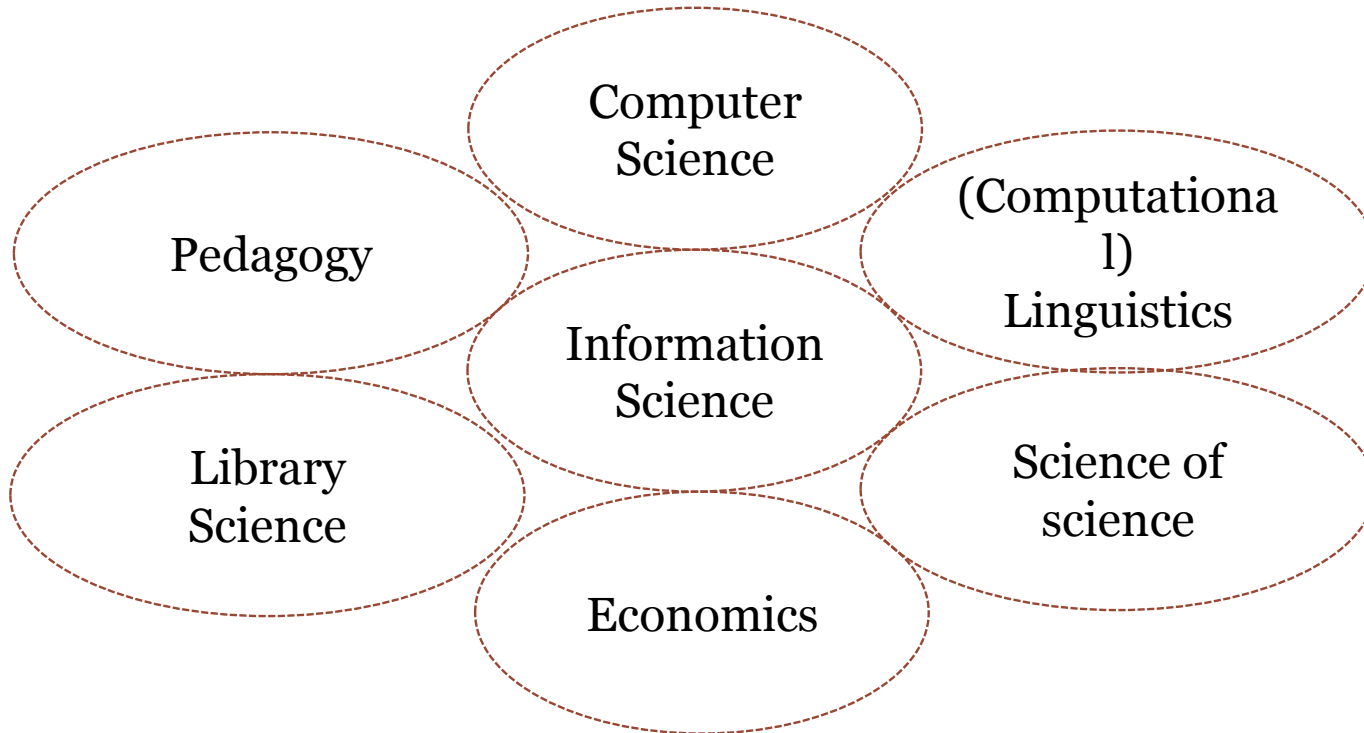 Computer
Science
Pedagogy
(Computationa
l)
Linguistics
Information
Science
Library
Science
Science of
science
Economics